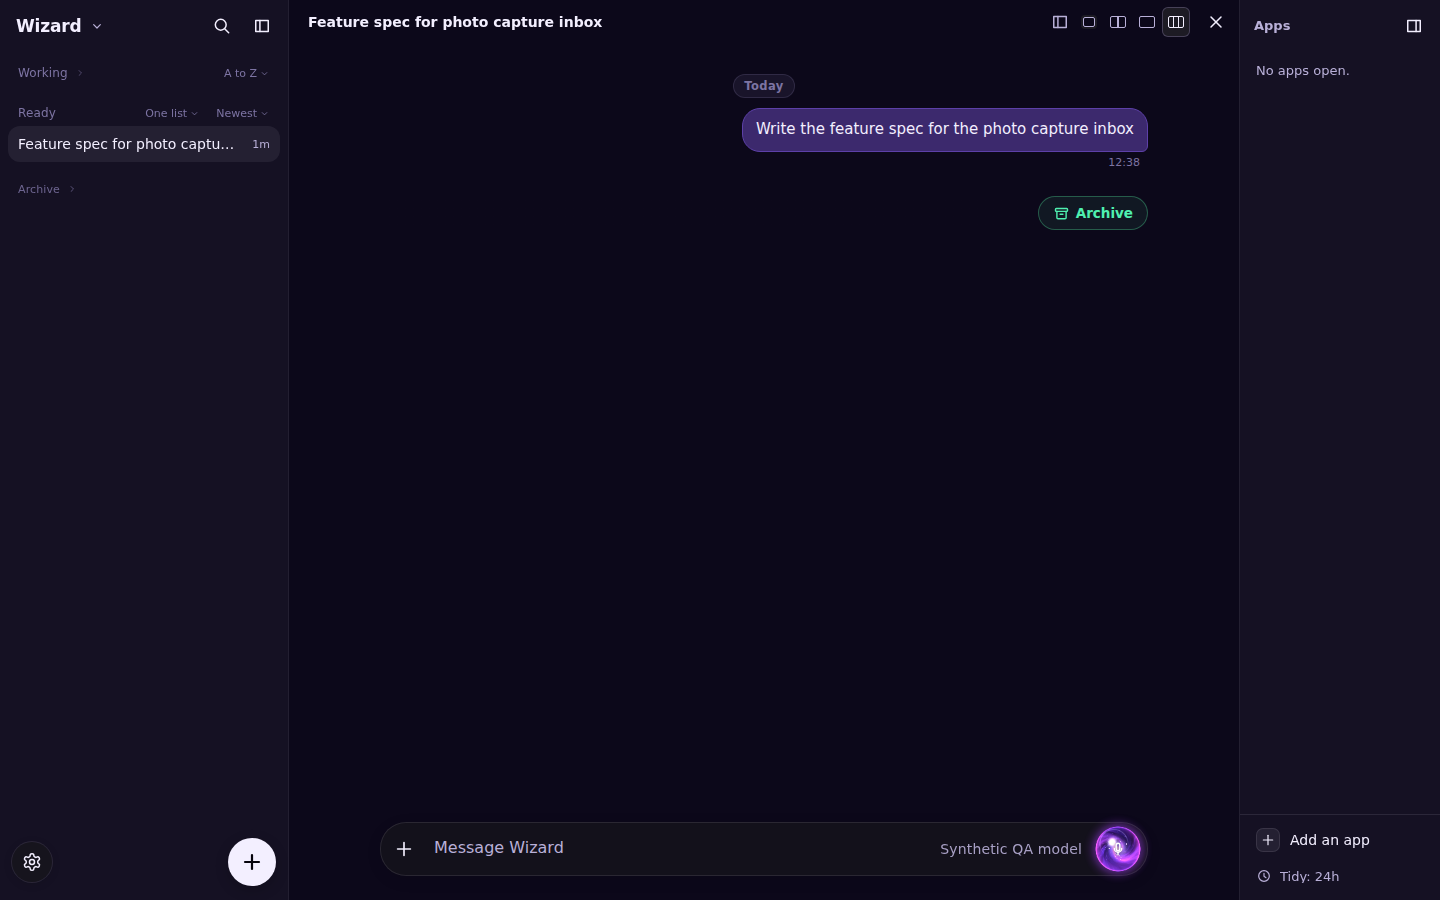 Wizard
Working
A to Z
Ready
One list
Newest
Feature spec for photo captu...
1m
Archive
Feature spec for photo capture inbox
Today
Write the feature spec for the photo capture inbox
12:38
Archive
Message Wizard
Synthetic QA model
Apps
No apps open.
Add an app
Tidy: 24h